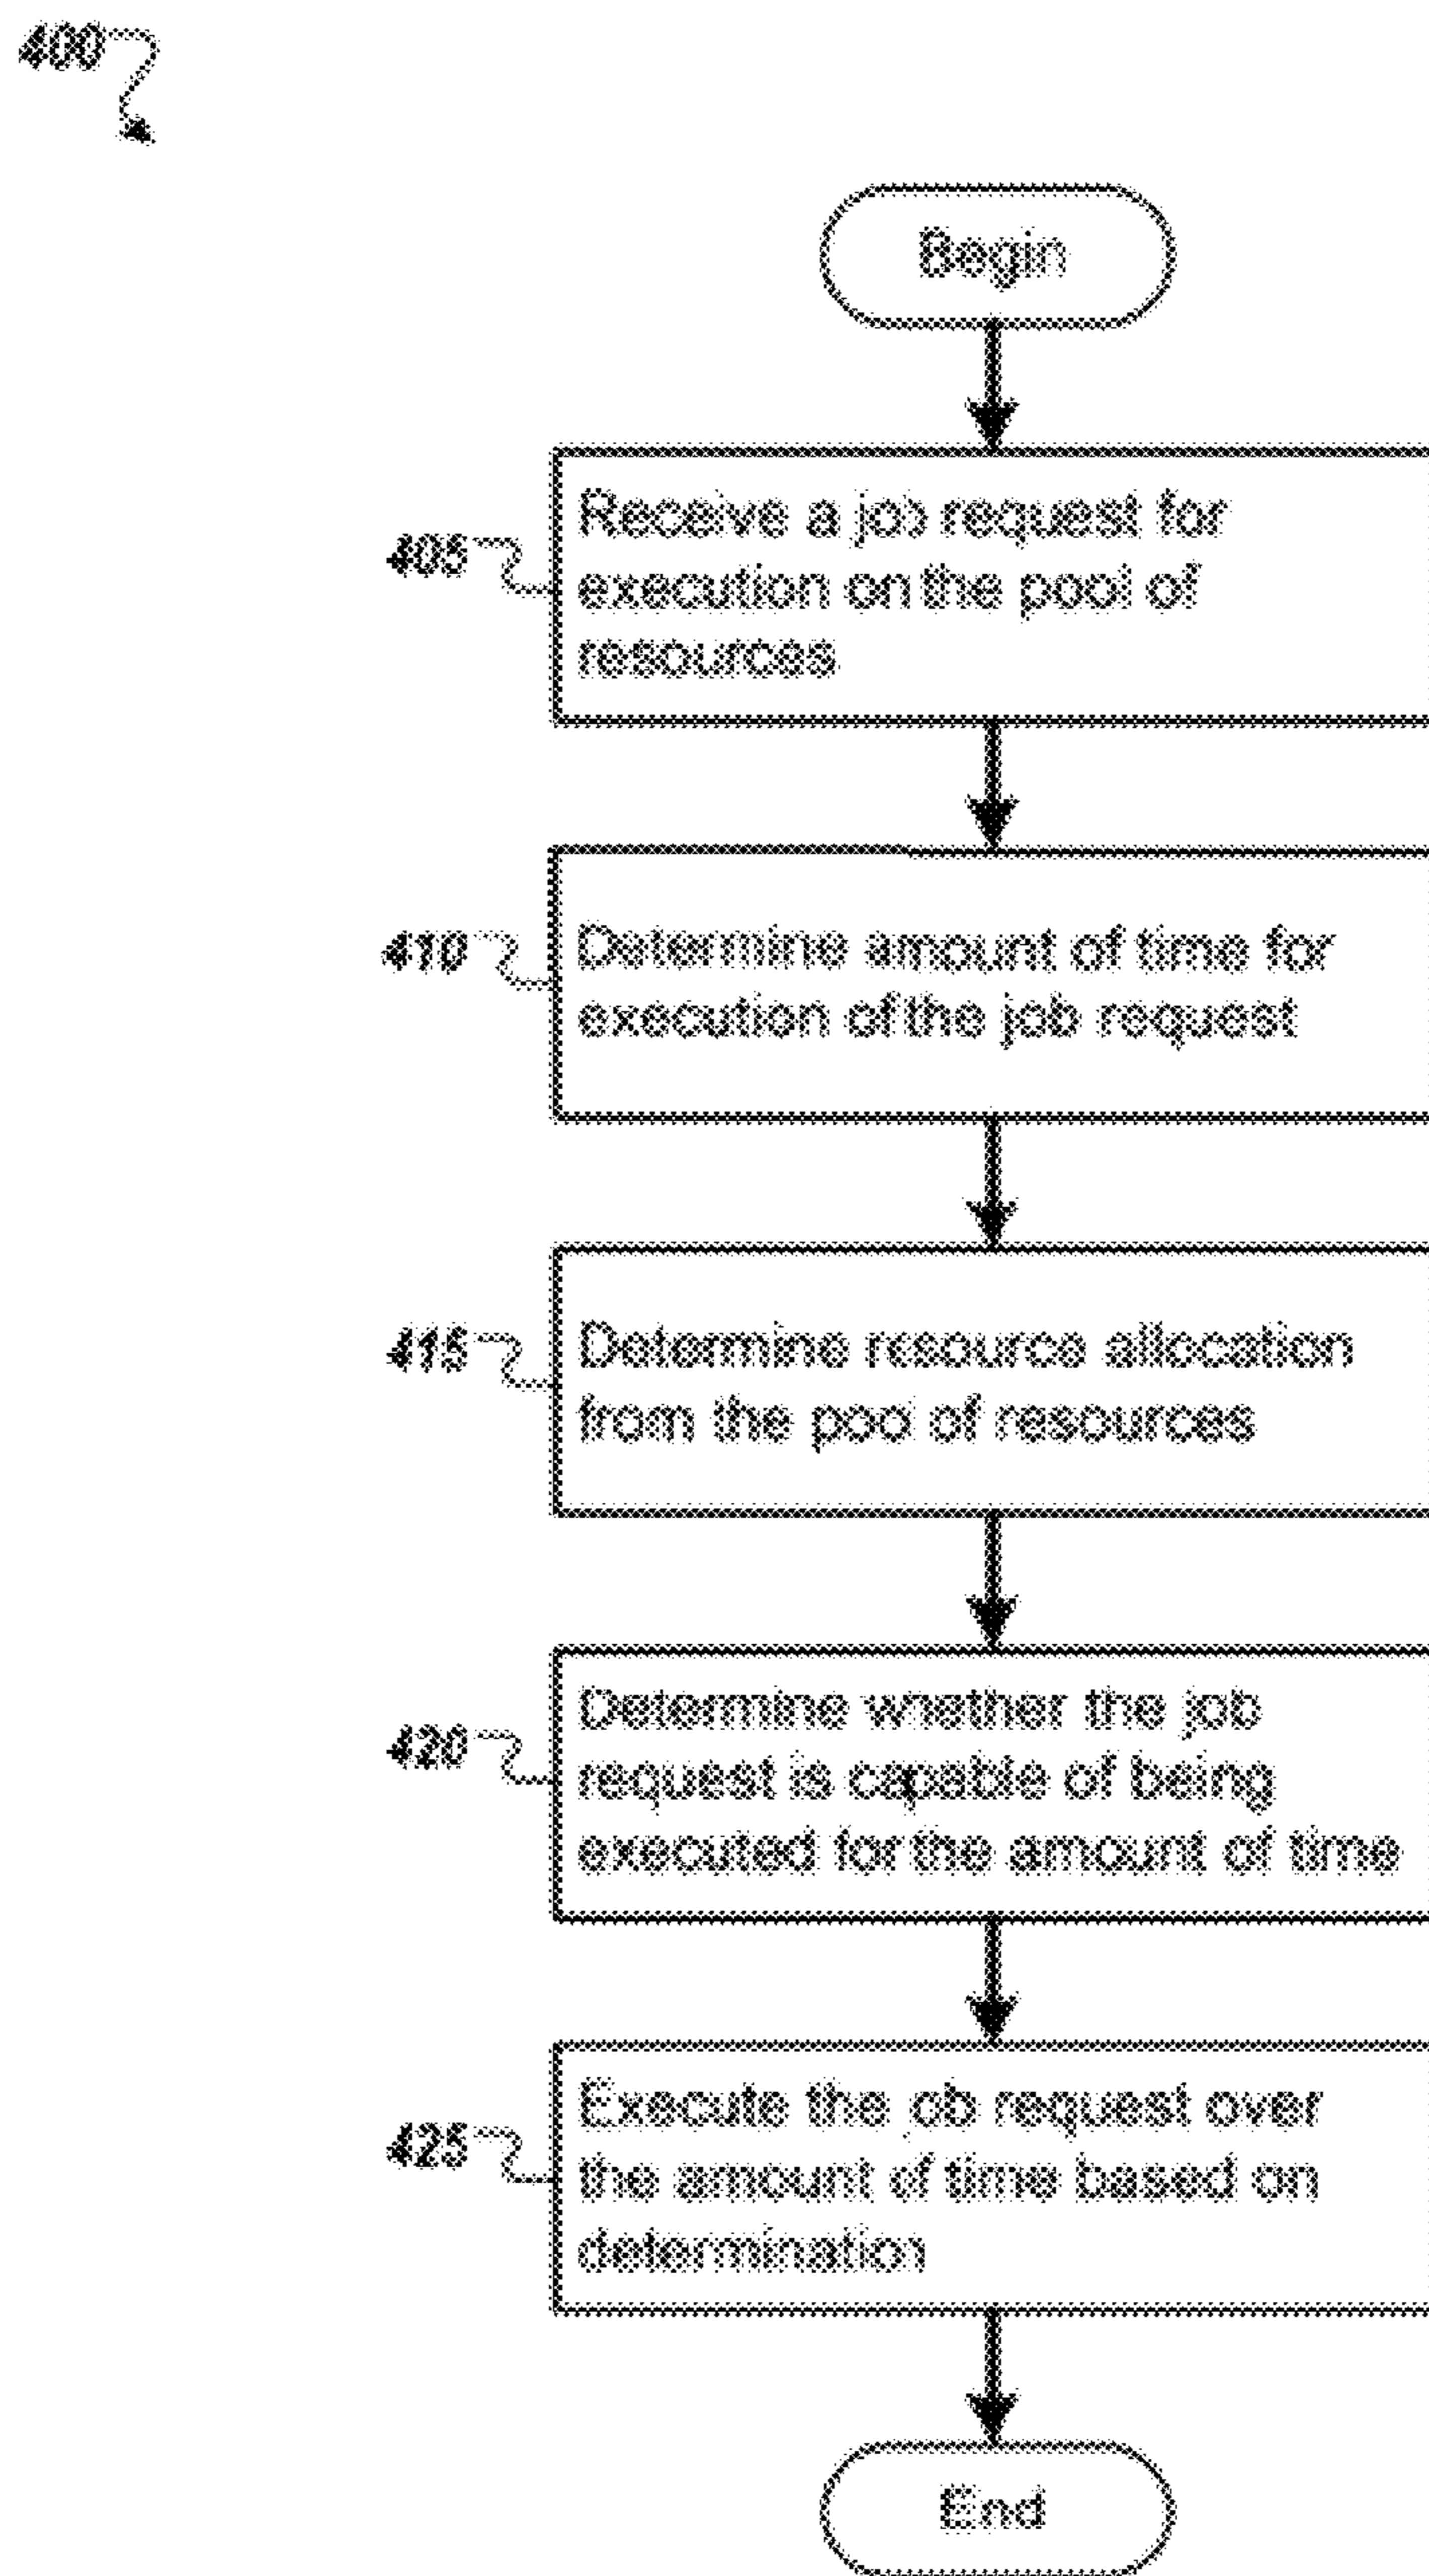 400
Begin
405
Receive a job request for
execution on the pool of
resources
410
Determine amount of time for
execution of the job request
415
Determine resource allocation
from the pool of resources
420
Determine whether the job
request is capable of being
executed for the amount of time
425
Execute the job request over
the amount of time based on
determination
End